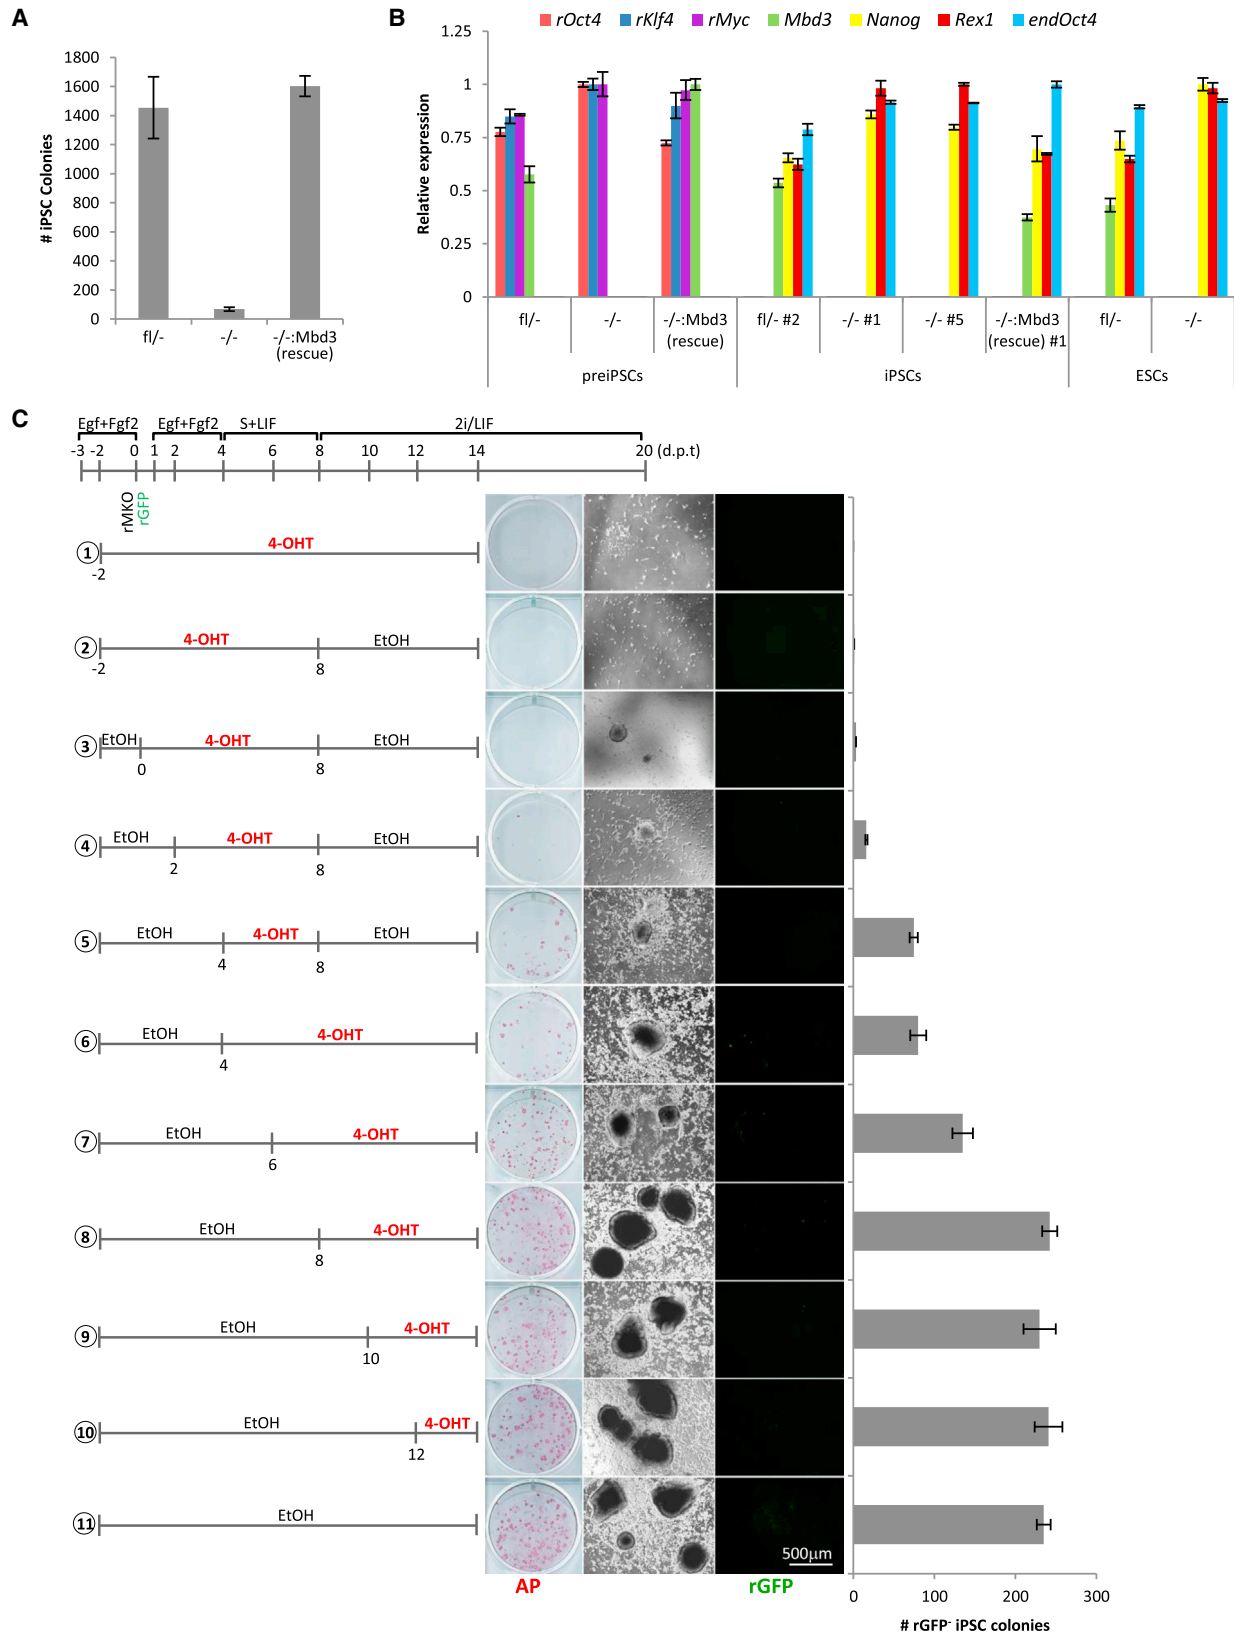 A
# iPSC Colonies
1800
1600
1400
1200
1000
800
600
400
200
0
fl/-
-/-
-/-:Mbd3
(rescue)
B
rOct4 rKlf4 rMyc Mbd3 Nanog Rex1 endOct4
Relative expression
1.25
1
0.75
0.5
0.25
0
fl/-
-/-
-/-:Mbd3
(rescue)
fl/- #2
-/- #1
-/- #5
-/-:Mbd3
(rescue) #1
fl/-
-/-
preiPSCs
iPSCs
ESCs
C
Egf+Fgf2 Egf+Fgf2 S+LIF 2i/LIF
-3 -2 0 1 2 4 6 8 10 12 14 20 (d.p.t)
rMKO
rGFP
1 4-OHT
-2
2 4-OHT EtOH
-2 8
3 EtOH 4-OHT EtOH
0 8
4 EtOH 4-OHT EtOH
2 8
5 EtOH 4-OHT EtOH
4 8
6 EtOH 4-OHT
4
7 EtOH 4-OHT
6
8 EtOH 4-OHT
8
9 EtOH 4-OHT
10
10 EtOH 4-OHT
12
11 EtOH
500µm
AP
rGFP
0 100 200 300
# rGFP- iPSC colonies